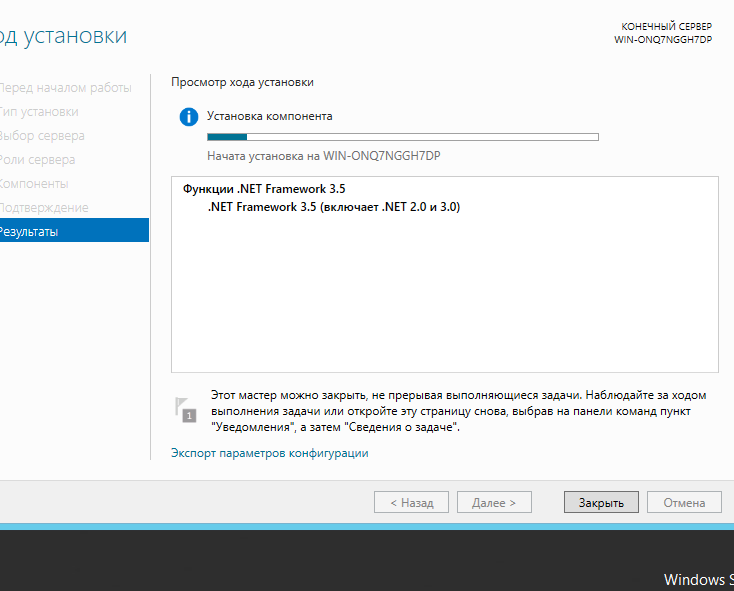 од установки
КОНЕЧНЫЙ СЕРВЕР
WIN-ONQ7NGGH7DP
Перед началом работы
Тип установки
Выбор сервера
Роли сервера
Компоненты
Подтверждение
Результаты
Просмотр хода установки
Установка компонента
Начата установка на WIN-ONQ7NGGH7DP
Функции .NET Framework 3.5
.NET Framework 3.5 (включает .NET 2.0 и 3.0)
1
Этот мастер можно закрыть, не прерывая выполняющиеся задачи. Наблюдайте за ходом
выполнения задачи или откройте эту страницу снова, выбрав на панели команд пункт
"Уведомления", а затем "Сведения о задаче".
Экспорт параметров конфигурации
< Назад
Далее >
Закрыть
Отмена
Windows S